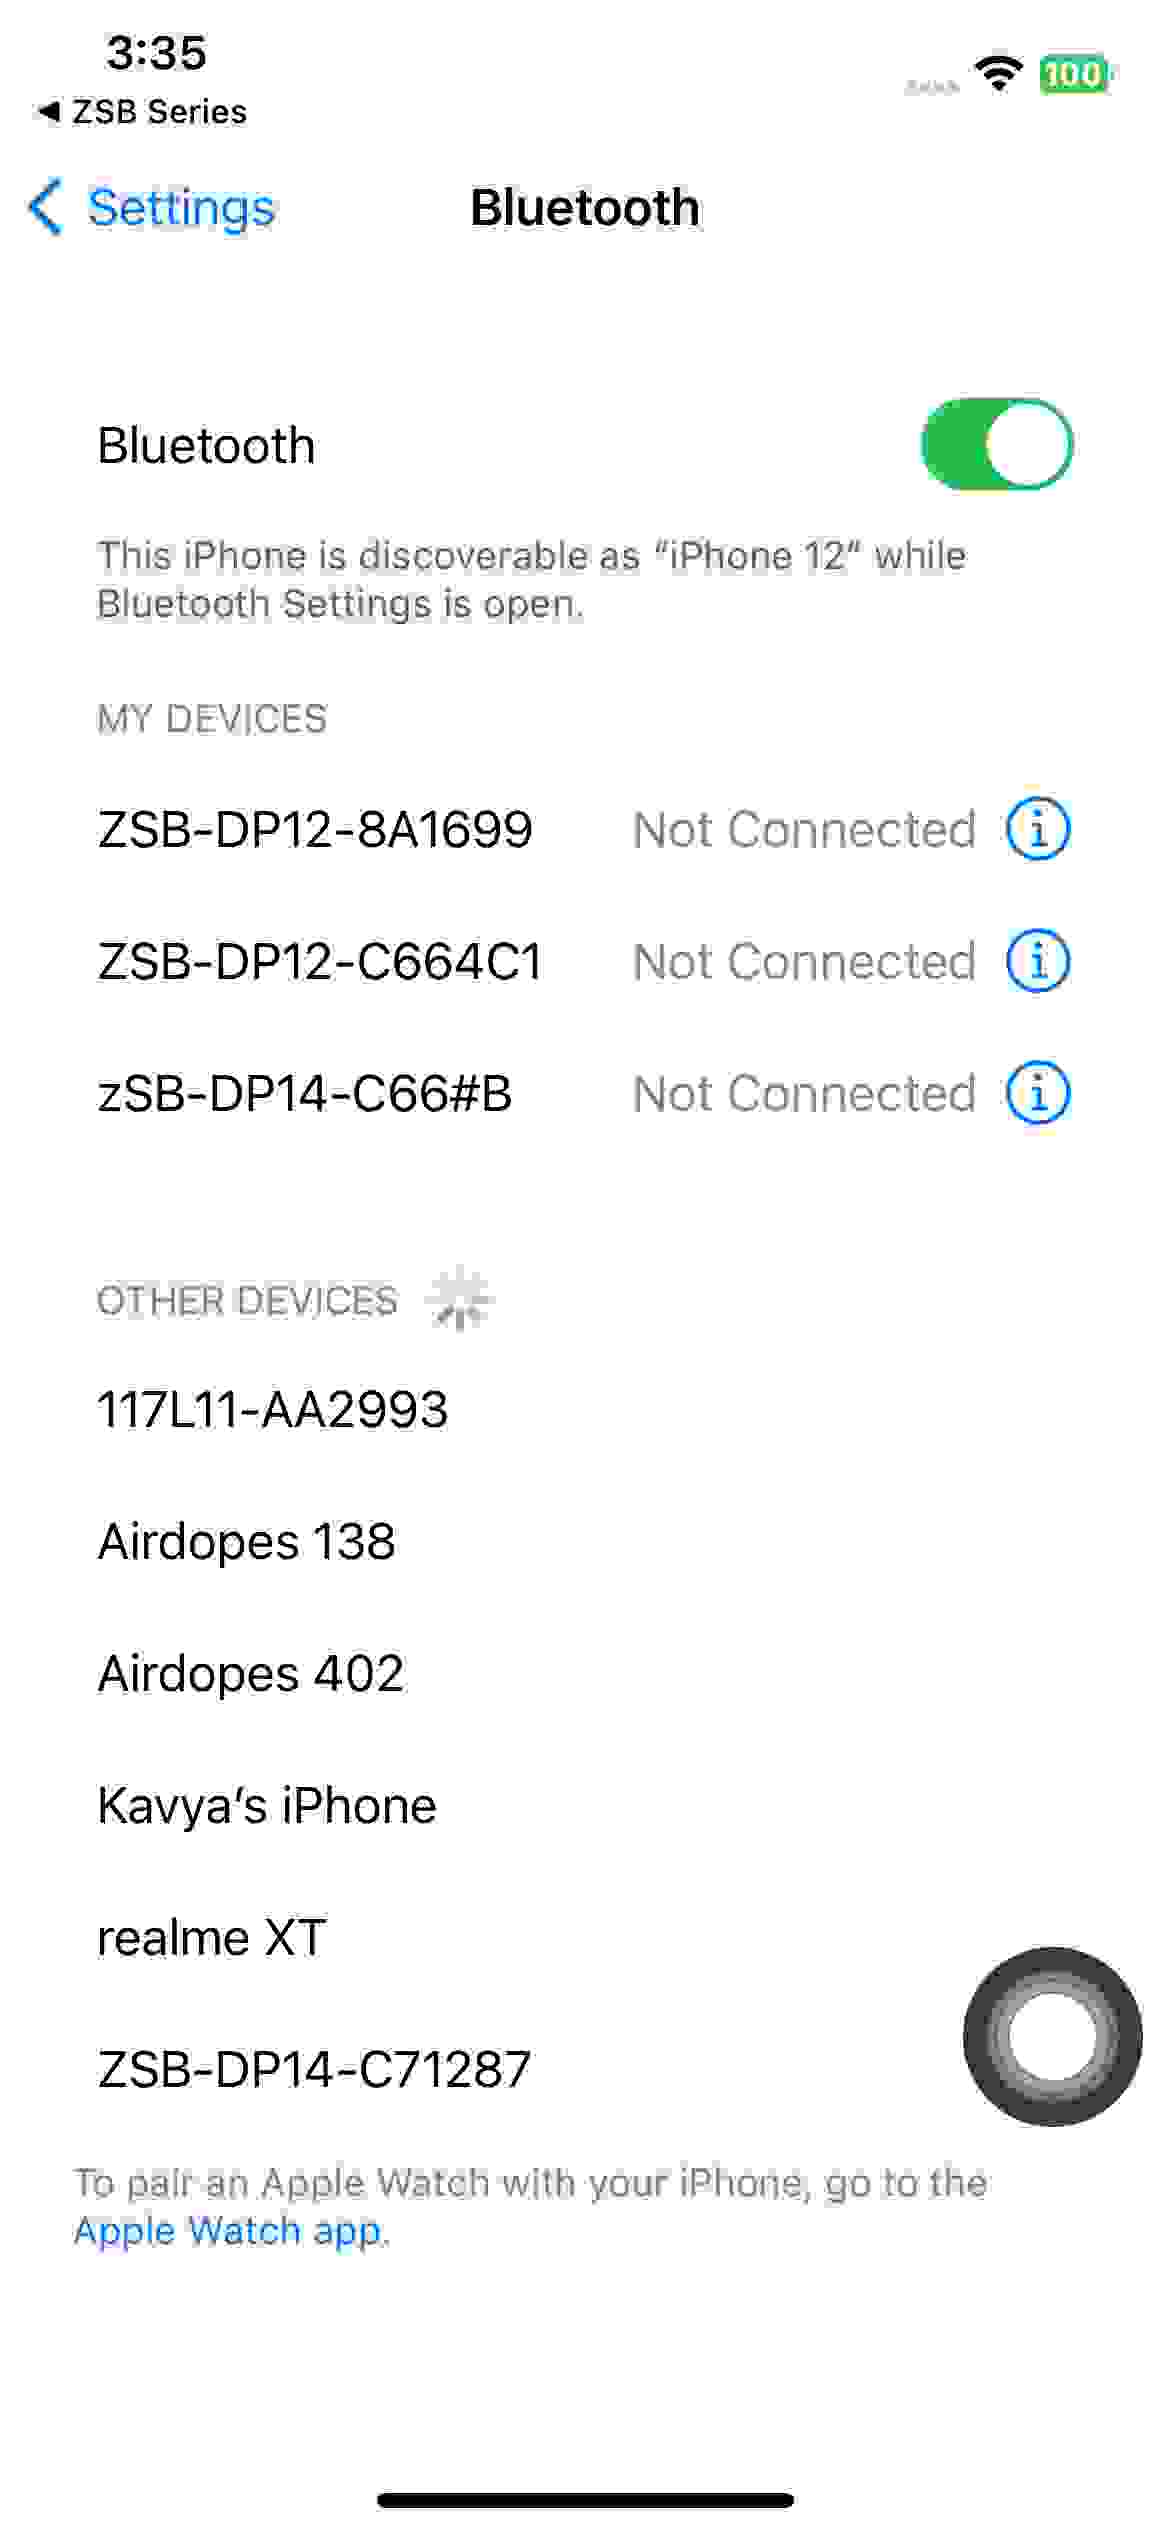 3:35
100
◀ ZSB Series
Settings
Bluetooth
Bluetooth
This iPhone is discoverable as “iPhone 12” while
Bluetooth Settings is open.
MY DEVICES
ZSB-DP12-8A1699 Not Connected
ZSB-DP12-C664C1 Not Connected
zSB-DP14-C66#B Not Connected
OTHER DEVICES
117L11-AA2993
Airdopes 138
Airdopes 402
Kavya’s iPhone
realme XT
ZSB-DP14-C71287
To pair an Apple Watch with your iPhone, go to the
Apple Watch app.